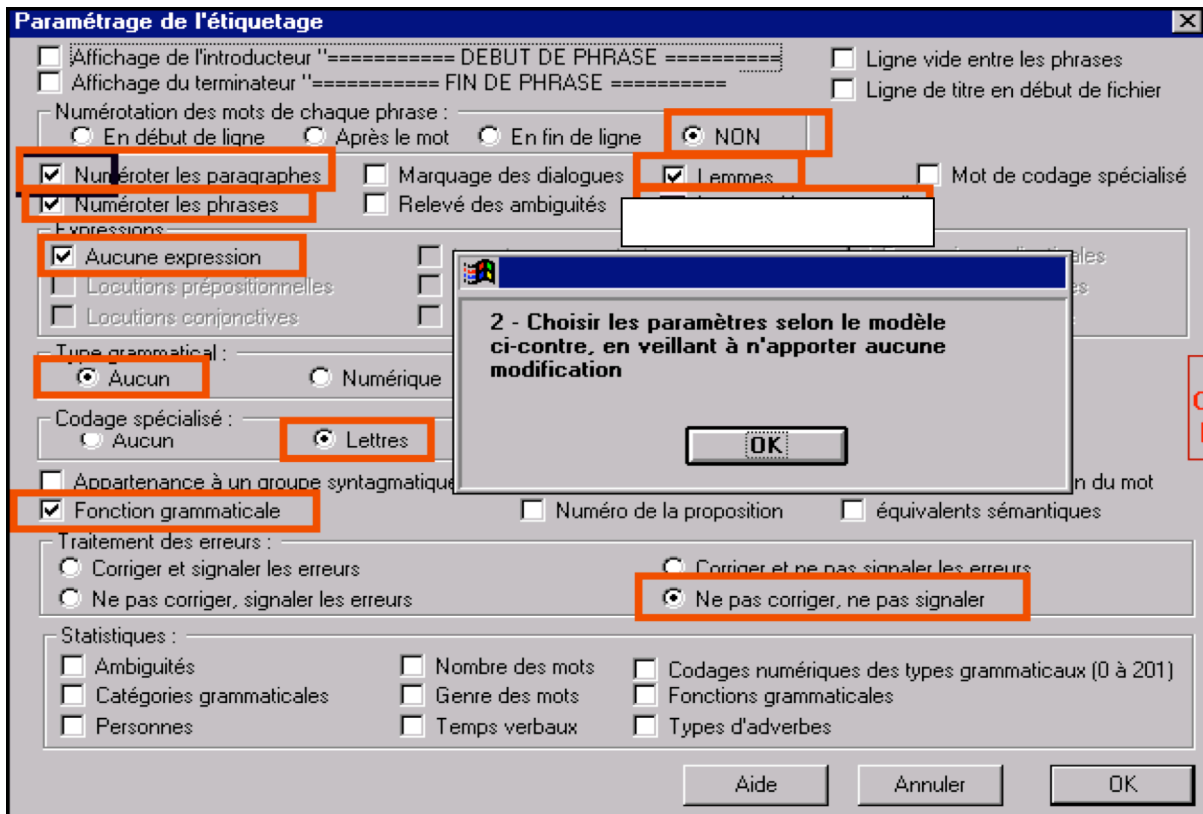 Paramétrage de l'étiquetage
Affichage de l'introducteur "=========== DEBUT DE PHRASE ==========
Ligne vide entre les phrases
Affichage du terminateur "=========== FIN DE PHRASE ==========
Ligne de titre en début de fichier
Numérotation des mots de chaque phrase :
En début de ligne Après le mot En fin de ligne NON
Numéroter les paragraphes Marquage des dialogues Lemmes Mot de codage spécialisé
Numéroter les phrases Relevé des ambiguités
Expressions
Aucune expression
Locutions prépositionnelles
Locutions conjonctives
2 - Choisir les paramètres selon le modèle
ci-contre, en veillant à n'apporter aucune
modification
OK
Type grammatical :
Aucun Numérique
Codage spécialisé :
Aucun Lettres
Appartenance à un groupe syntagmatique
du mot
Fonction grammaticale Numéro de la proposition équivalents sémantiques
Traitement des erreurs :
Corriger et signaler les erreurs Corriger et ne pas signaler les erreurs
Ne pas corriger, signaler les erreurs Ne pas corriger, ne pas signaler
Statistiques :
Ambiguités Nombre des mots Codages numériques des types grammaticaux (0 à 201)
Catégories grammaticales Genre des mots Fonctions grammaticales
Personnes Temps verbaux Types d'adverbes
Aide Annuler OK